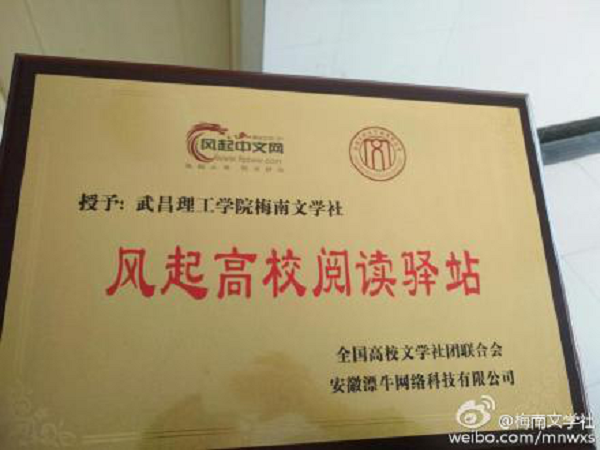 风起中文网
授予: 武昌理工学院梅南文学社
风起高校阅读驿站
全国高校文学社团联合会
安徽漂牛网络科技有限公司
@梅南文学社
weibo.com/mnwxs